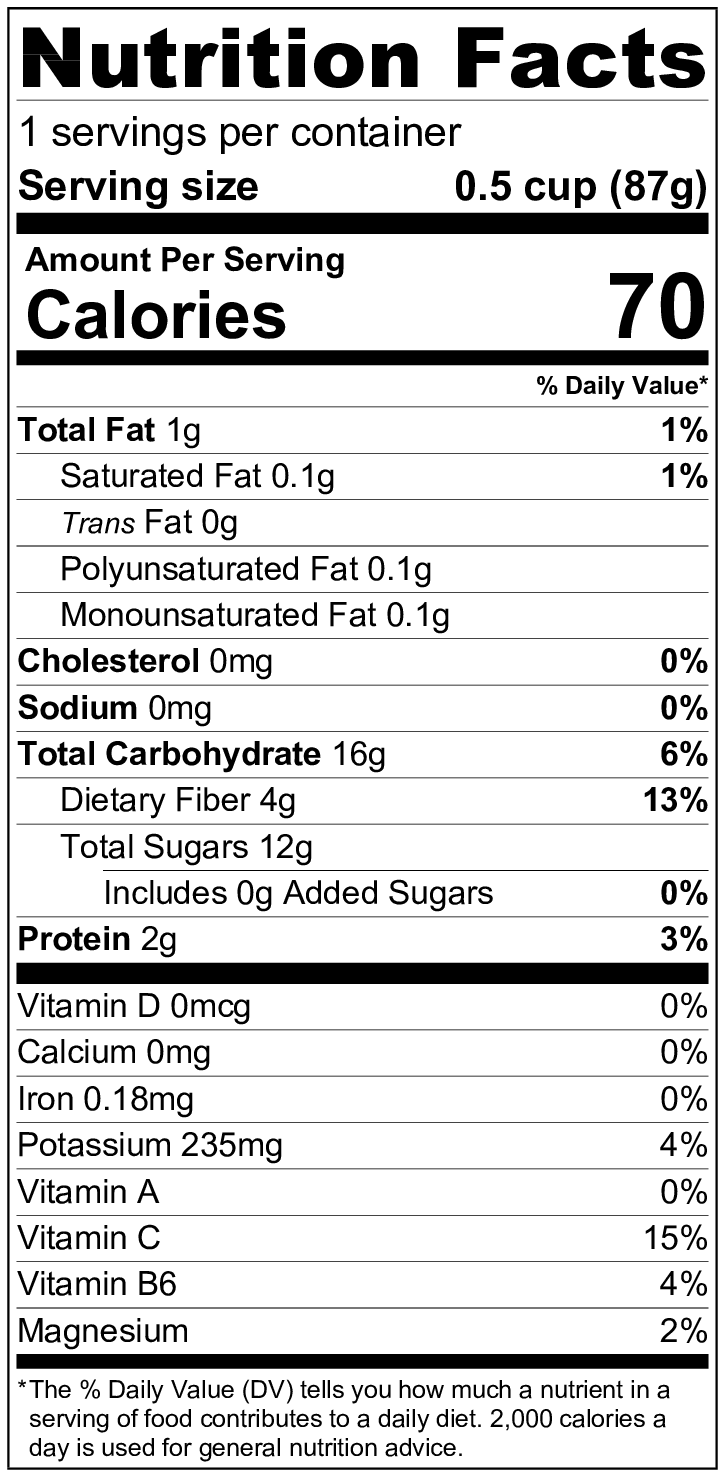 Nutrition Facts
1 servings per container
Serving size 0.5 cup (87g)
Amount Per Serving
Calories 70
% Daily Value*
Total Fat 1g 1%
Saturated Fat 0.1g 1%
Trans Fat 0g
Polyunsaturated Fat 0.1g
Monounsaturated Fat 0.1g
Cholesterol 0mg 0%
Sodium 0mg 0%
Total Carbohydrate 16g 6%
Dietary Fiber 4g 13%
Total Sugars 12g
Includes 0g Added Sugars 0%
Protein 2g 3%
Vitamin D 0mcg 0%
Calcium 0mg 0%
Iron 0.18mg 0%
Potassium 235mg 4%
Vitamin A 0%
Vitamin C 15%
Vitamin B6 4%
Magnesium 2%
*The % Daily Value (DV) tells you how much a nutrient in a
serving of food contributes to a daily diet. 2,000 calories a
day is used for general nutrition advice.